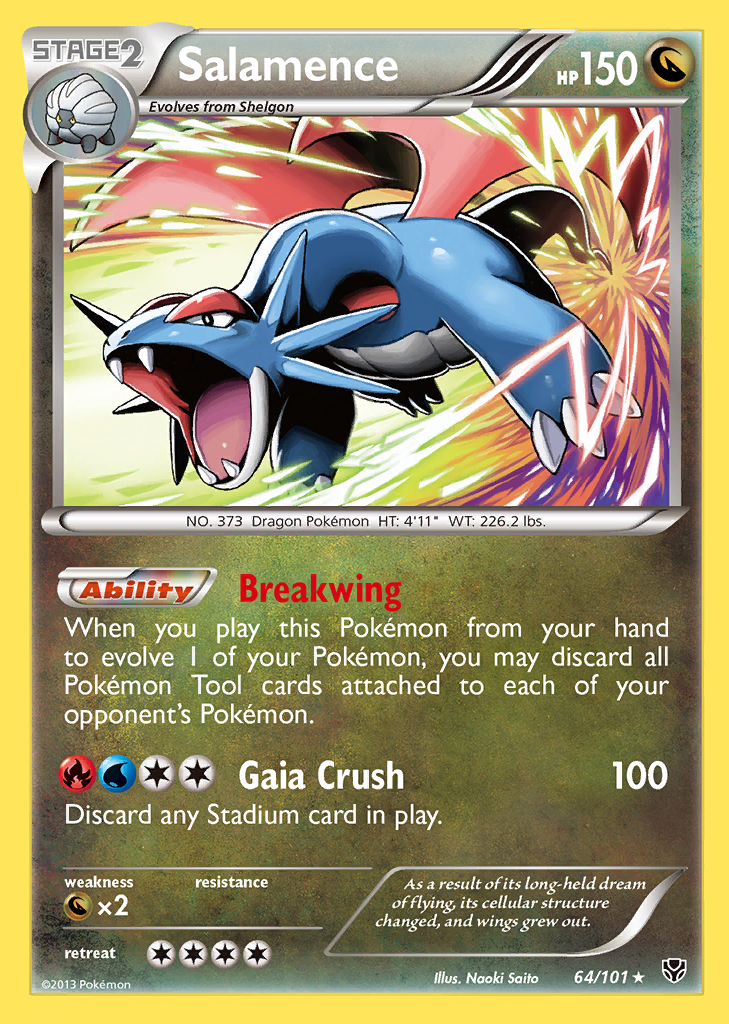 STAGE2
Salamence
HP150
Evolves from Shelgon
NO. 373 Dragon Pokémon HT: 4'11" WT: 226.2 lbs.
Ability Breakwing
When you play this Pokémon from your hand
to evolve 1 of your Pokémon, you may discard all
Pokémon Tool cards attached to each of your
opponent's Pokémon.
Gaia Crush 100
Discard any Stadium card in play.
weakness resistance
×2
retreat
As a result of its long-held dream
of flying, its cellular structure
changed, and wings grew out.
©2013 Pokémon
Illus. Naoki Saito
64/101 ★